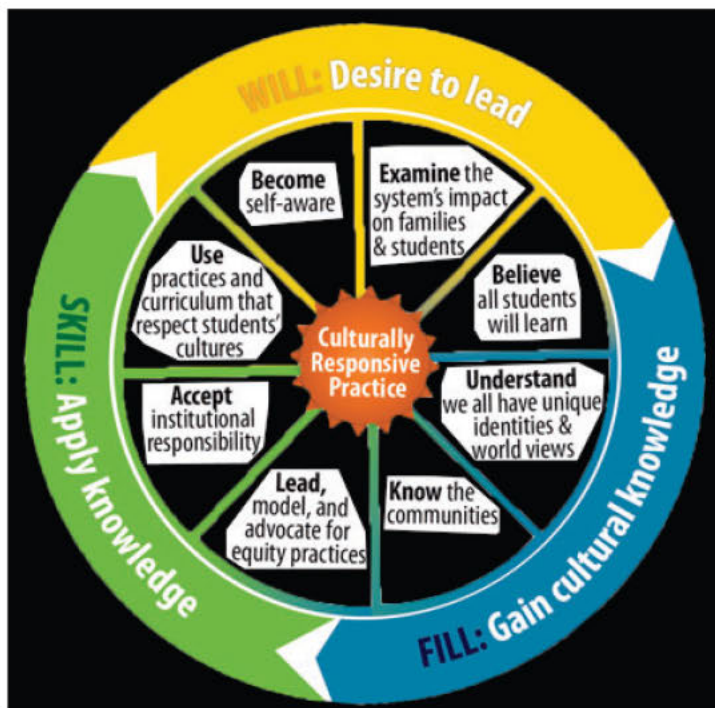 WILL: Desire to lead
Become
self-aware
Examine the
system's impact
on families
& students
Believe
all students
will learn
Understand
we all have unique
identities &
world views
Know the
communities
Lead,
model, and
advocate for
equity practices
Accept
institutional
responsibility
Use
practices and
curriculum that
respect students'
cultures
Culturally
Responsive
Practice
FILL: Gain cultural knowledge
SKILL: Apply knowledge